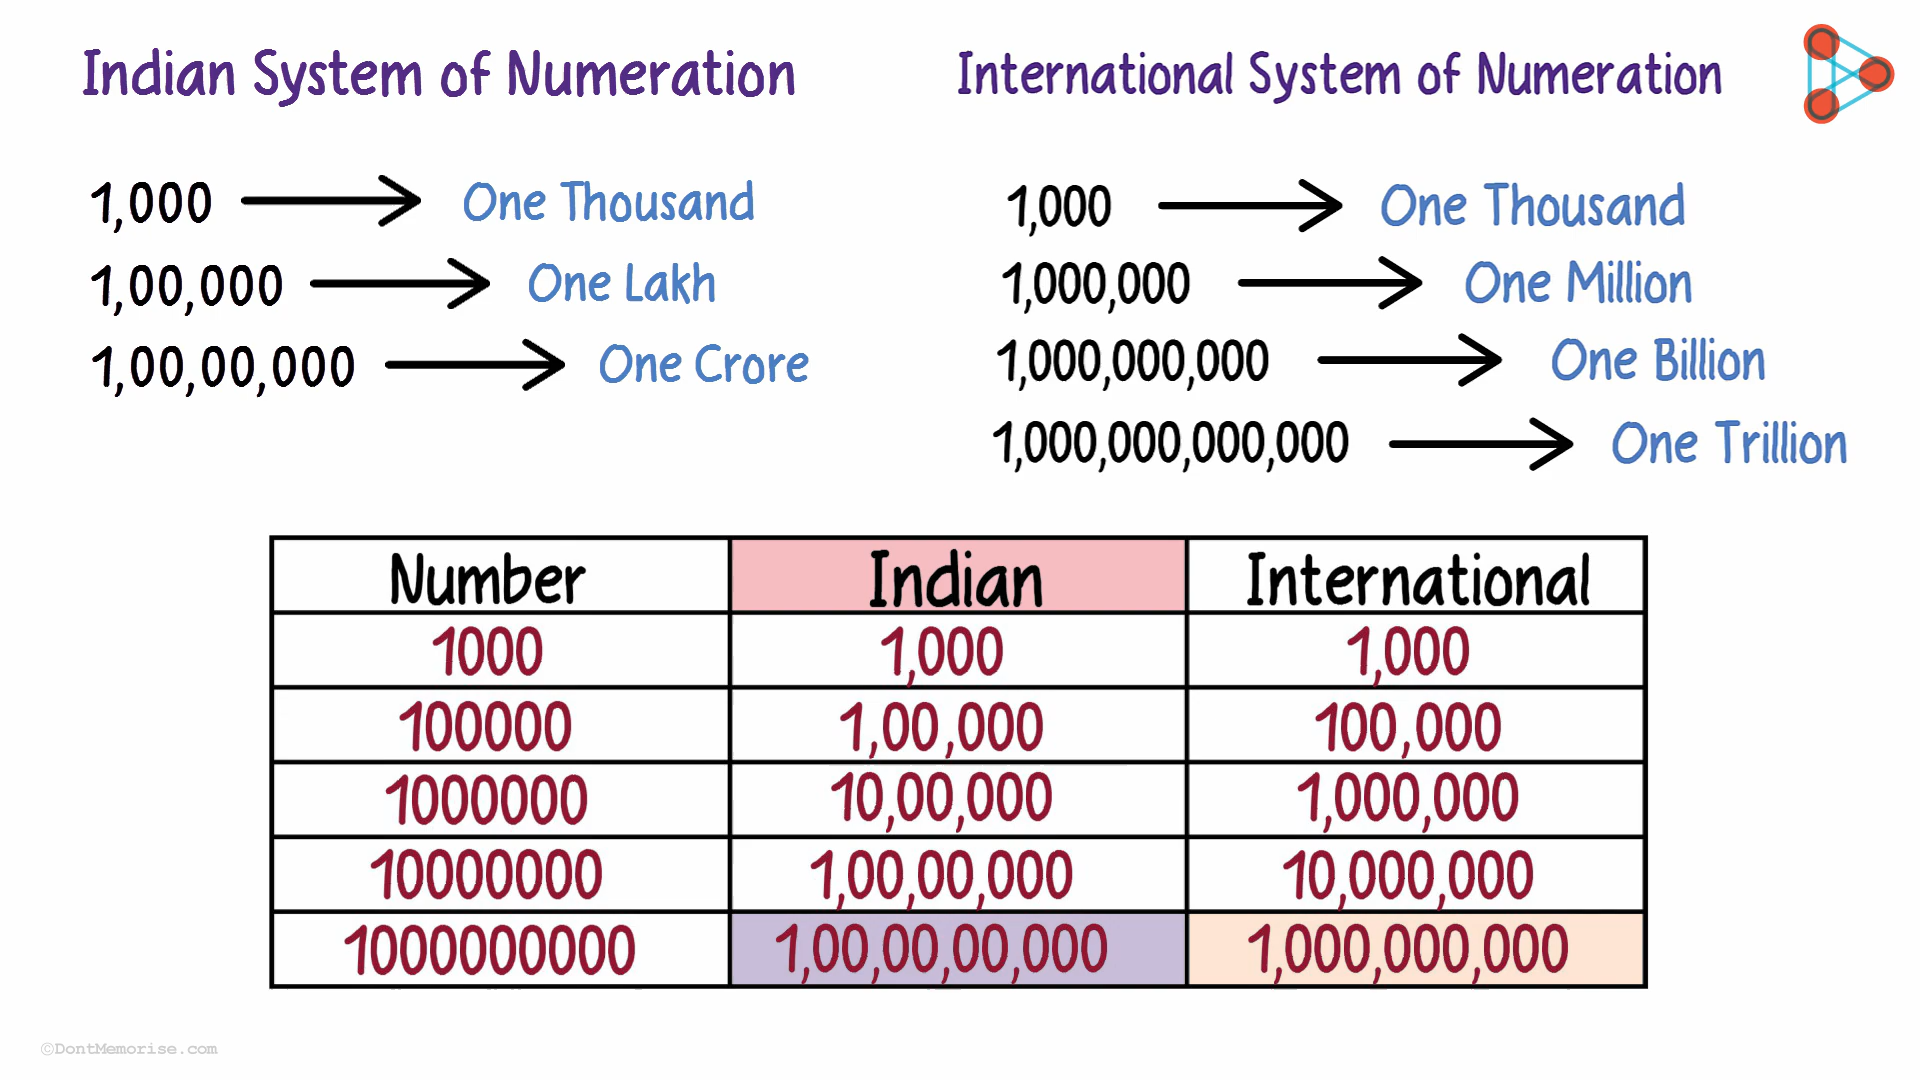 Indian System of Numeration
1,000 One Thousand
1,00,000 One Lakh
1,00,00,000 One Crore
International System of Numeration
1,000 One Thousand
1,000,000 One Million
1,000,000,000 One Billion
1,000,000,000,000 One Trillion
Number Indian International
1000 1,000 1,000
100000 1,00,000 100,000
1000000 10,00,000 1,000,000
10000000 1,00,00,000 10,000,000
1000000000 1,00,00,00,000 1,000,000,000
©DontMemorise.com